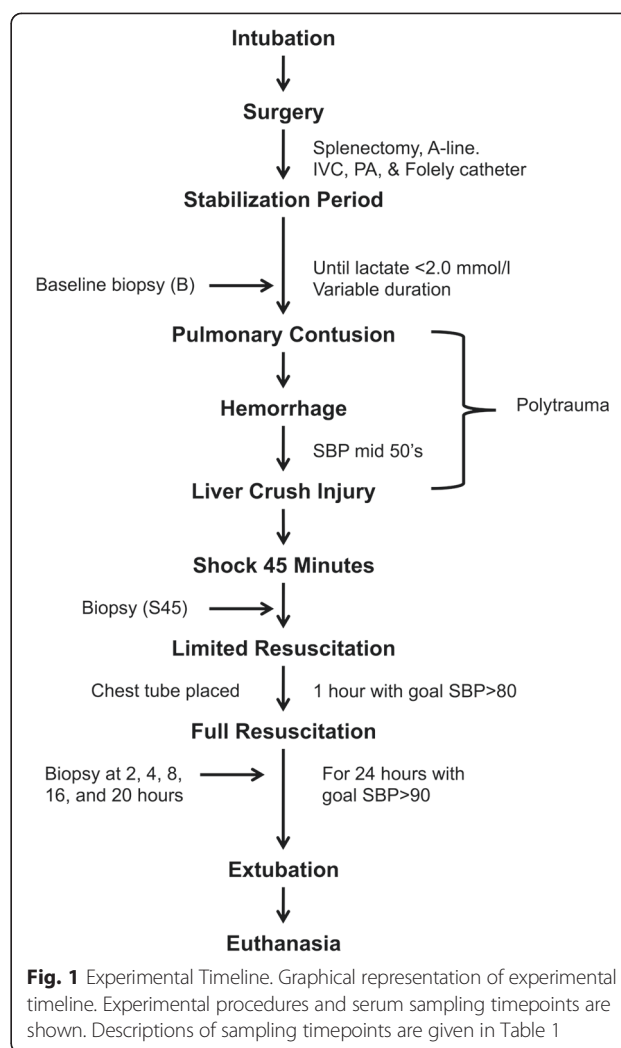 Intubation
Surgery
Splenectomy, A-line.
IVC, PA, & Folely catheter
Stabilization Period
Baseline biopsy (B)
Until lactate <2.0 mmol/l
Variable duration
Pulmonary Contusion
Hemorrhage
Polytrauma
SBP mid 50's
Liver Crush Injury
Shock 45 Minutes
Biopsy (S45)
Limited Resuscitation
Chest tube placed
1 hour with goal SBP>80
Full Resuscitation
Biopsy at 2, 4, 8,
16, and 20 hours
For 24 hours with
goal SBP>90
Extubation
Euthanasia
Fig. 1 Experimental Timeline. Graphical representation of experimental
timeline. Experimental procedures and serum sampling timepoints are
shown. Descriptions of sampling timepoints are given in Table 1